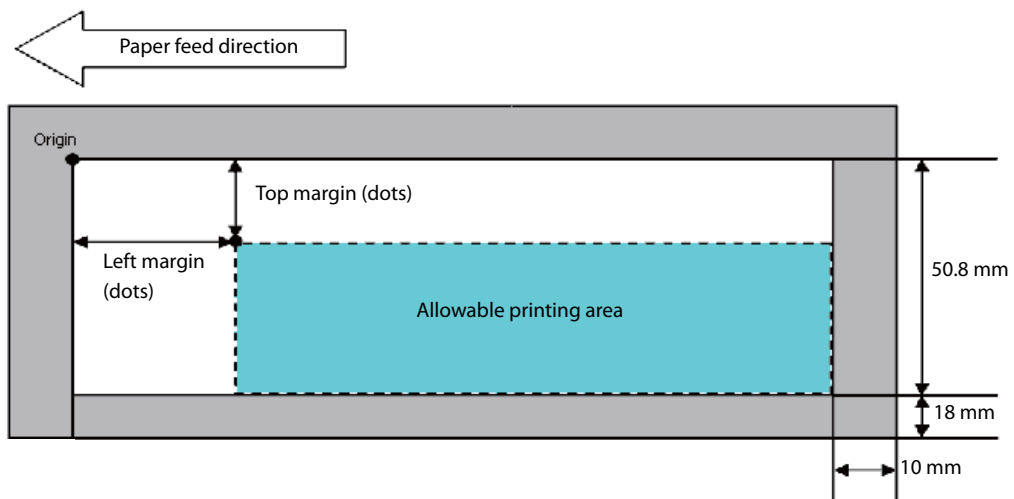 Paper feed direction
Origin
Top margin (dots)
Left margin
(dots)
50.8 mm
Allowable printing area
18 mm
10 mm